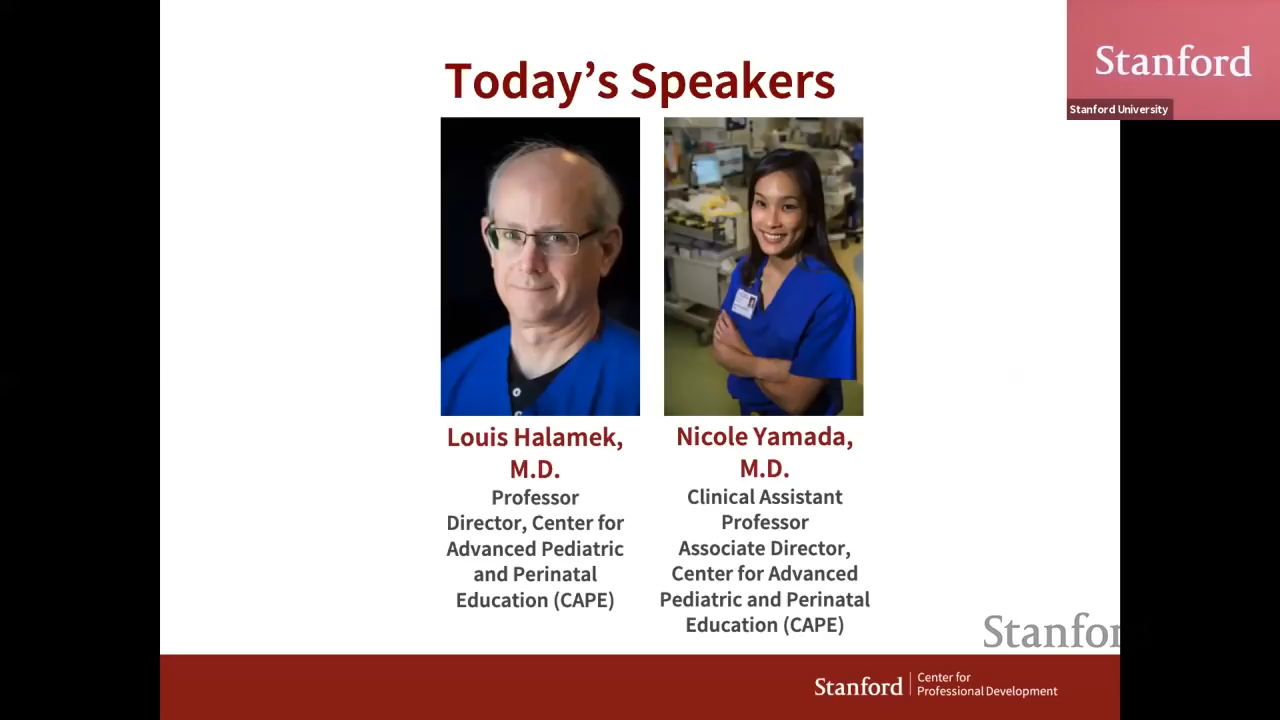 Stanford
Stanford University
Today’s Speakers
Louis Halamek,
M.D.
Professor
Director, Center for
Advanced Pediatric
and Perinatal
Education (CAPE)
Nicole Yamada,
M.D.
Clinical Assistant
Professor
Associate Director,
Center for Advanced
Pediatric and Perinatal
Education (CAPE)
Stanfor
Stanford
Center for
Professional Development